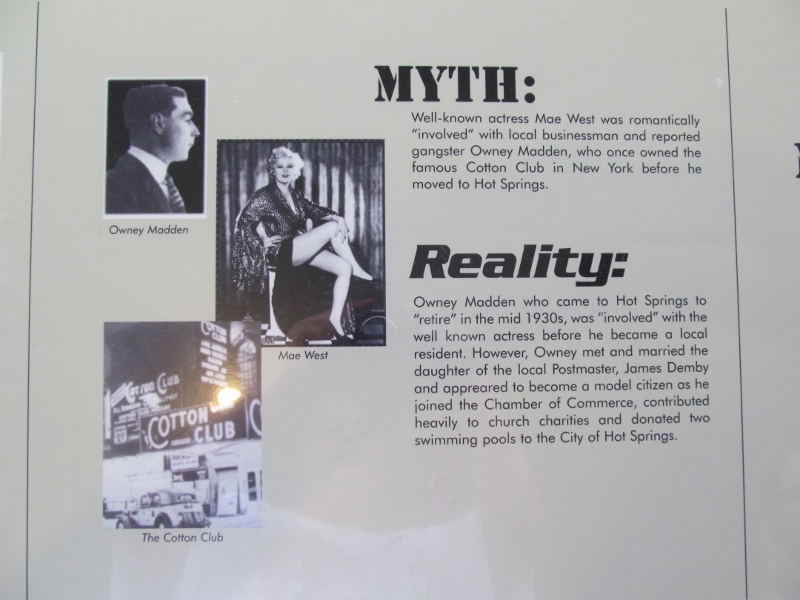 MYTH:
Well-known actress Mae West was romantically
"involved" with local businessman and reported
gangster Owney Madden, who once owned the
famous Cotton Club in New York before he
moved to Hot Springs.
Owney Madden
Reality:
Owney Madden who came to Hot Springs to
"retire" in the mid 1930s, was "involved" with the
well known actress before he became a local
resident. However, Owney met and married the
daughter of the local Postmaster, James Demby
and appreared to become a model citizen as he
joined the Chamber of Commerce, contributed
heavily to church charities and donated two
swimming pools to the City of Hot Springs.
Mae West
COTTON CLUB
COTTON
CLUB
The Cotton Club